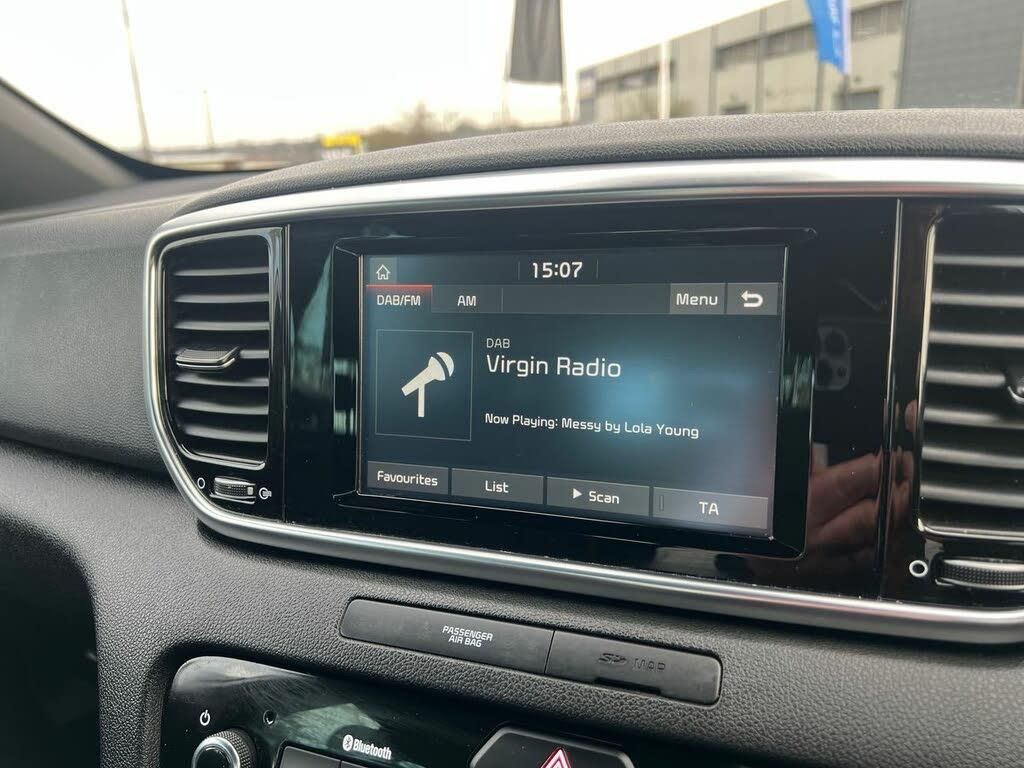 15:07
DAB/FM
AM
Menu
DAB
Virgin Radio
Now Playing: Messy by Lola Young
Favourites
List
Scan
TA
PASSENGER
AIR BAG
SD MAP
Bluetooth